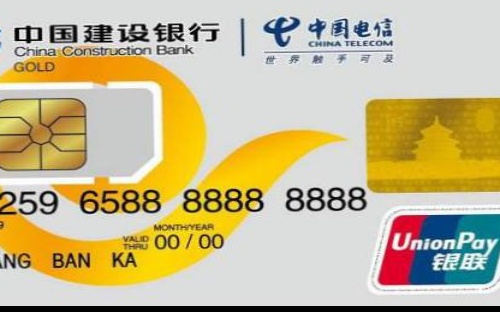 中国建设银行 中国电信
China Construction Bank CHINA TELECOM
GOLD 世界触手可及
259 6588 8888 8888
9 MONTH/YEAR
VALID THRU 00/00
ANG BAN KA
UnionPay
银联